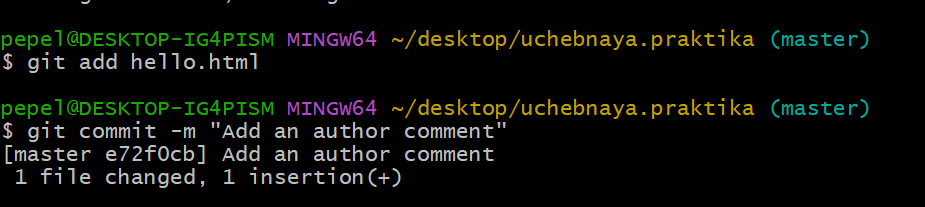 pepel@DESKTOP-IG4PISM MINGW64 ~/desktop/uchebnaya.praktika (master)
$ git add hello.html
pepel@DESKTOP-IG4PISM MINGW64 ~/desktop/uchebnaya.praktika (master)
$ git commit -m "Add an author comment"
[master e72f0cb] Add an author comment
 1 file changed, 1 insertion(+)